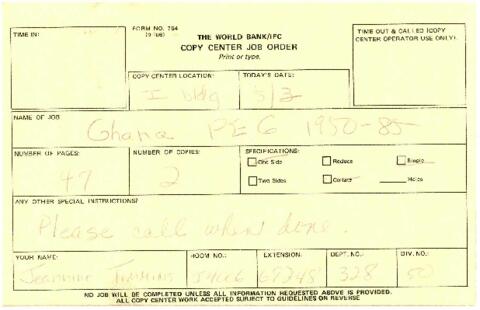 FORM NO. 764
THE WORLD BANK/IFC
COPY CENTER JOB ORDER
Print or type.
TIME IN:
TIME OUT & CALLED (COPY
CENTER OPERATOR USE ONLY).
COPY CENTER LOCATION: TODAY'S DATE:
I bldg 5/3
NAME OF JOB
Ghana PEG 1950-85
NUMBER OF PAGES: NUMBER OF COPIES: SPECIFICATIONS:
47 2
One Side Reduce Staple
Two Sides Collate Holes
ANY OTHER SPECIAL INSTRUCTIONS?
Please call when done.
YOUR NAME: ROOM NO.: EXTENSION: DEPT. NO.: DIV. NO.:
Jeannine 328 50
NO JOB WILL BE COMPLETED UNLESS ALL INFORMATION REQUESTED ABOVE IS PROVIDED.
ALL COPY CENTER WORK ACCEPTED SUBJECT TO GUIDELINES ON REVERSE